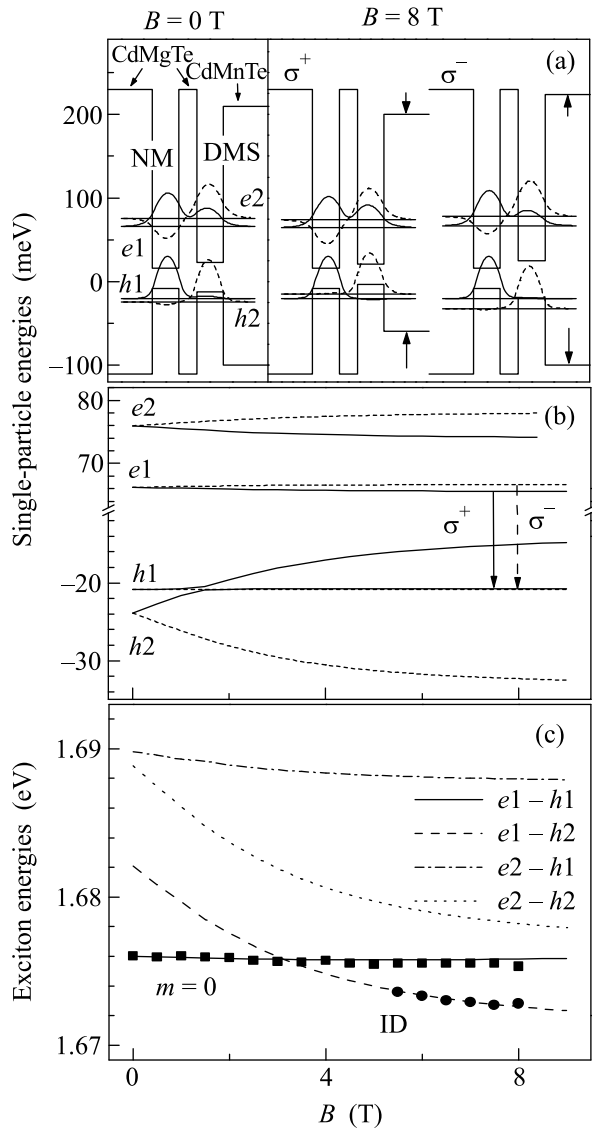 B = 0 T
B = 8 T
CdMgTe
CdMnTe
σ+
σ−
(a)
NM
DMS
e2
e1
h1
h2
200
100
0
−100
Single-particle energies (meV)
80
70
−20
−30
e2
(b)
e1
σ+
σ−
h1
h2
(c)
1.69
1.68
1.67
Exciton energies (eV)
e1 – h1
e1 – h2
e2 – h1
e2 – h2
m = 0
ID
0
4
8
B (T)